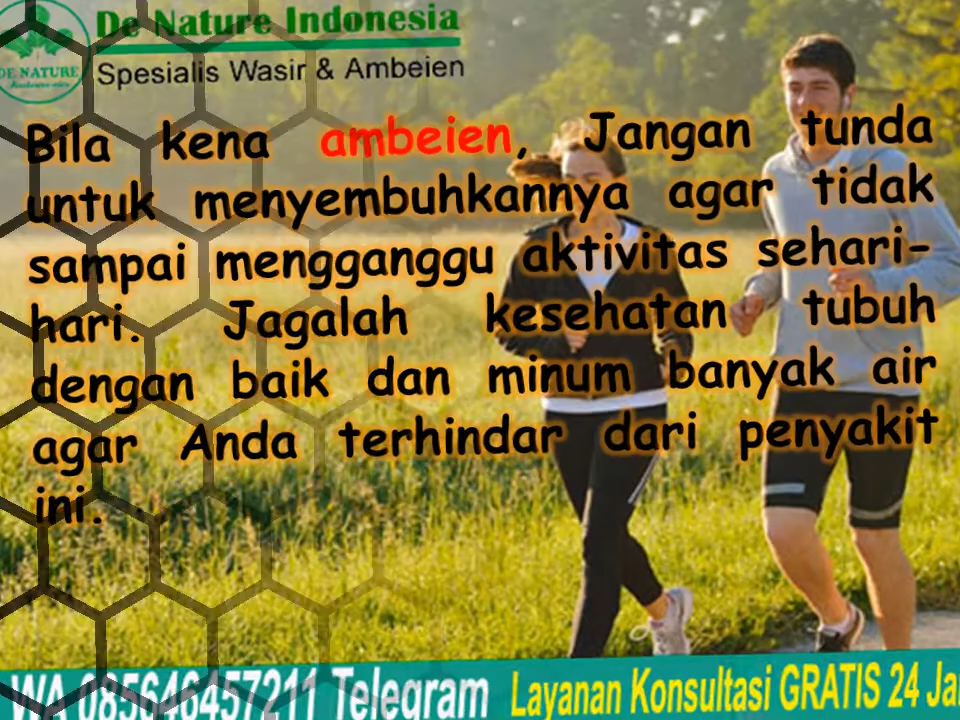 De Nature Indonesia
DE NATURE
Spesialis Wasir & Ambeien
Bila kena ambeien, Jangan tunda
untuk menyembuhkannya agar tidak
sampai mengganggu aktivitas sehari-
hari. Jagalah kesehatan tubuh
dengan baik dan minum banyak air
agar Anda terhindar dari penyakit
ini. ...
WA 085646457211 Telegram Layanan Konsultasi GRATIS 24 Ja